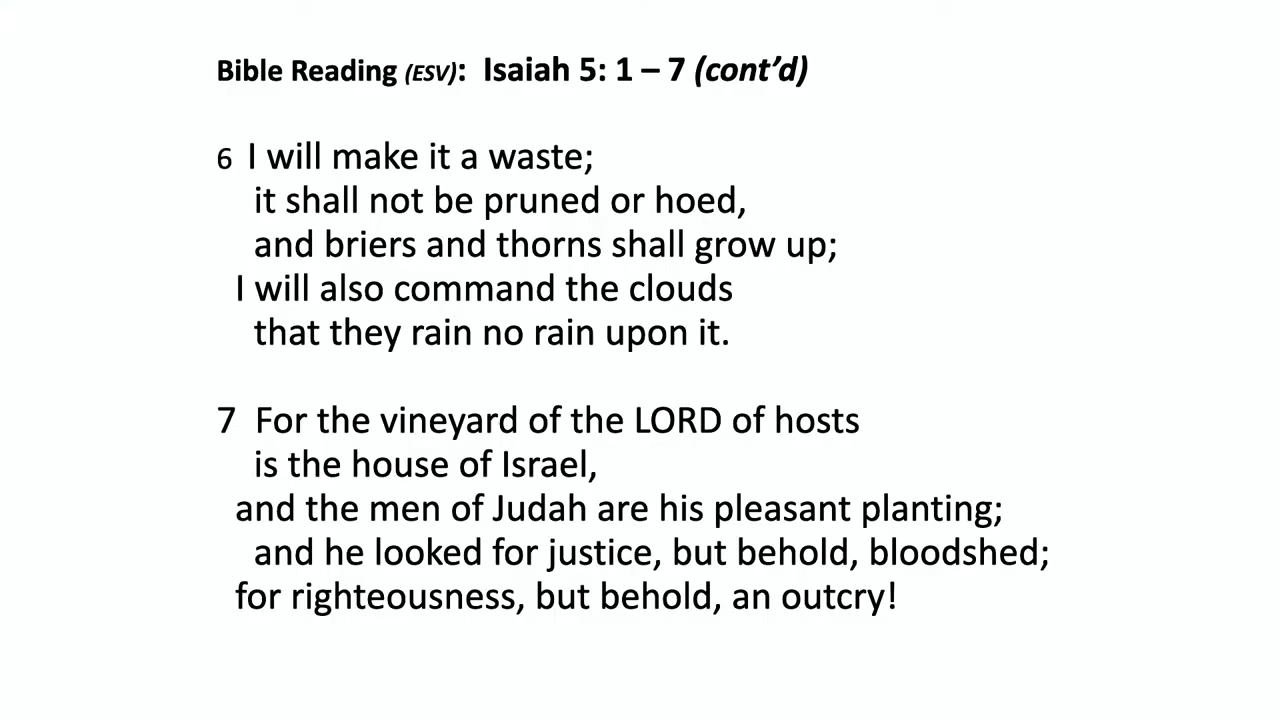 Bible Reading (ESV): Isaiah 5: 1 – 7 (cont’d)
6 I will make it a waste;
it shall not be pruned or hoed,
and briers and thorns shall grow up;
I will also command the clouds
that they rain no rain upon it.
7 For the vineyard of the LORD of hosts
is the house of Israel,
and the men of Judah are his pleasant planting;
and he looked for justice, but behold, bloodshed;
for righteousness, but behold, an outcry!